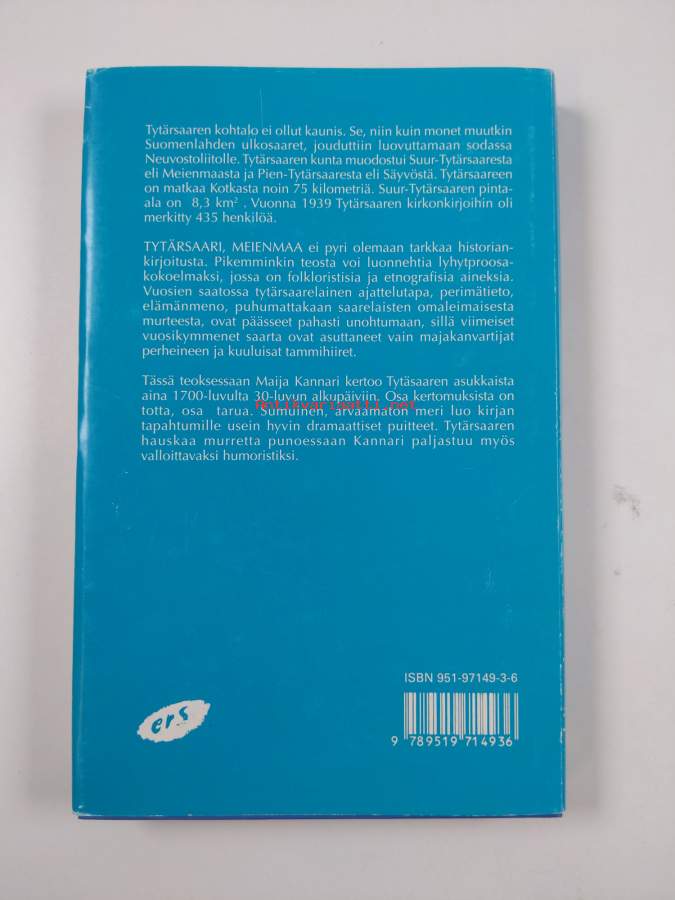 Tytärsaaren kohtalo ei ollut kaunis. Se, niin kuin monet muutkin
Suomenlahden ulkosaaret, jouduttiin luovuttamaan sodassa
Neuvostoliitolle. Tytärsaaren kunta muodostui Suur-Tytärsaaresta
eli Meienmaasta ja Pien-Tytärsaaresta eli Säyvöstä. Tytärsaareen
on matkaa Kotkasta noin 75 kilometriä. Suur-Tytärsaaren pinta-
ala on 8,3 km². Vuonna 1939 Tytärsaaren kirkonkirjoihin oli
merkitty 435 henkilöä.
TYTÄRSAARI, MEIENMAA ei pyri olemaan tarkkaa historian-
kirjoitusta. Pikemminkin teosta voi luonnehtia lyhytproosa-
kokoelmaksi, jossa on folkloristisia ja etnografisia aineksia.
Vuosien saatossa tytärsaarelainen ajattelutapa, perimätieto,
elämänmeno, puhumattakaan saarelaisten omaleimaisesta
murteesta, ovat päässeet pahasti unohtumaan, sillä viimeiset
vuosikymmenet saarta ovat asuttaneet vain majakanvartijat
perheineen ja kuuluisat tammihiiret.
Tässä teoksessaan Maija Kannari kertoo Tytäsaaren asukkaista
aina 1700-luvulta 30-luvun alkupäiviin. Osa kertomuksista on
Antikvariaatti.net
totta, osa tarua. Sumuinen, arvaamaton meri luo kirjan
tapahtumille usein hyvin dramaattiset puitteet. Tytärsaaren
hauskaa murretta punoessaan Kannari paljastuu myös
valloittavaksi humoristiksi.
ISBN 951-97149-3-6
ers
9 789519 714936